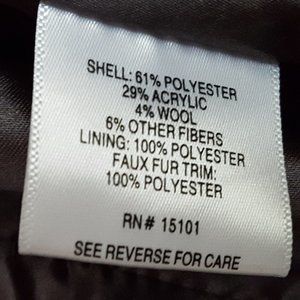 SHELL: 61% POLYESTER
29% ACRYLIC
4% WOOL
6% OTHER FIBERS
LINING: 100% POLYESTER
FAUX FUR TRIM:
100% POLYESTER
RN# 15101
SEE REVERSE FOR CARE